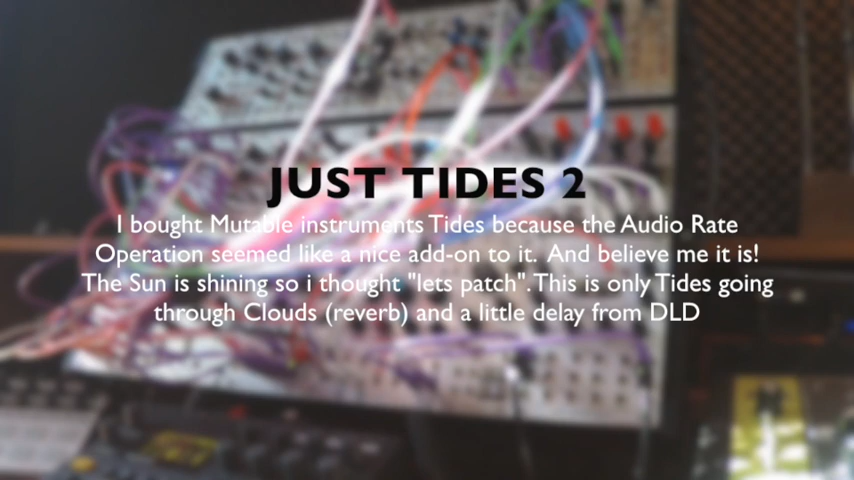 JUST TIDES 2
I bought Mutable instruments Tides because the Audio Rate
Operation seemed like a nice add-on to it. And believe me it is!
The Sun is shining so i thought "lets patch". This is only Tides going
through Clouds (reverb) and a little delay from DLD